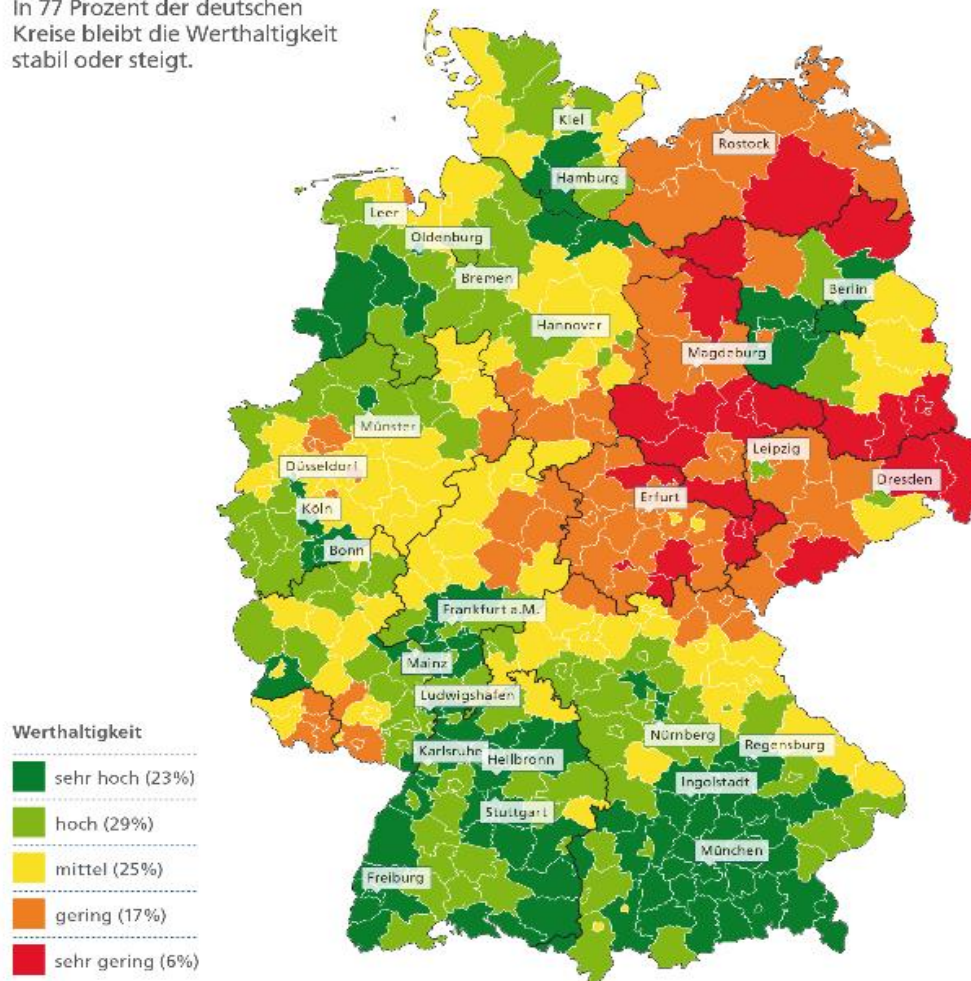 In 77 Prozent der deutschen
Kreise bleibt die Werthaltigkeit
stabil oder steigt.
Kiel
Rostock
Hamburg
Leer
Oldenburg
Bremen
Berlin
Hannover
Magdeburg
Münster
Leipzig
Düsseldorf
Dresden
Erfurt
Köln
Bonn
Frankfurt a.M.
Mainz
Ludwigshafen
Nürnberg
Regensburg
Karlsruhe
Heilbronn
Ingolstadt
Stuttgart
München
Freiburg
Werthaltigkeit
sehr hoch (23%)
hoch (29%)
mittel (25%)
gering (17%)
sehr gering (6%)